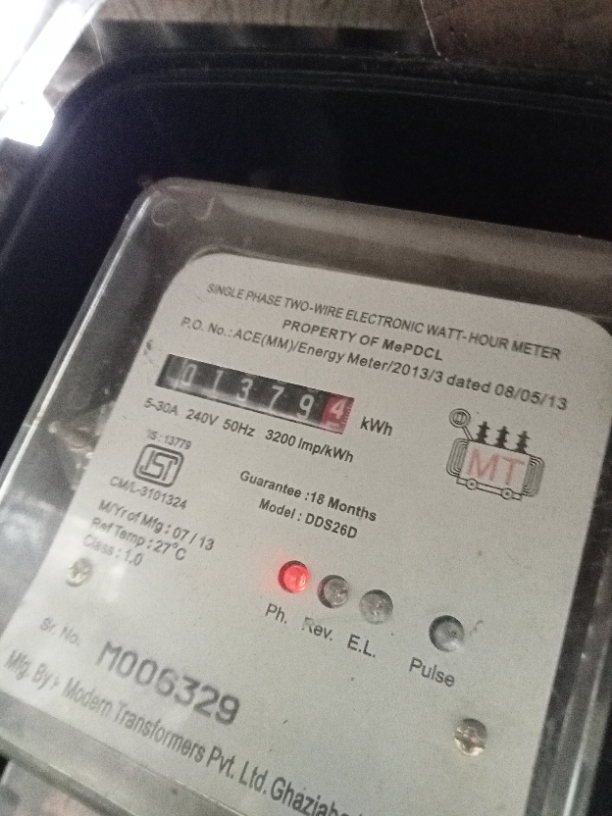 SINGLE PHASE TWO-WIRE ELECTRONIC WATT-HOUR METER
PROPERTY OF MePDCL
P.O. No.:ACE(MM)/Energy Meter/2013/3 dated 08/05/13
013794 kWh
5-30A 240V 50Hz 3200 Imp/kWh
IS : 13779
ISI
CM/L-3101324
MT
Guarantee :18 Months
Model : DDS26D
M/Yr of Mfg : 07 / 13
Ref Temp : 27°C
Class : 1.0
Ph. Rev. E.L. Pulse
Sr. No. M006329
Mfg. By :- Modern Transformers Pvt. Ltd.